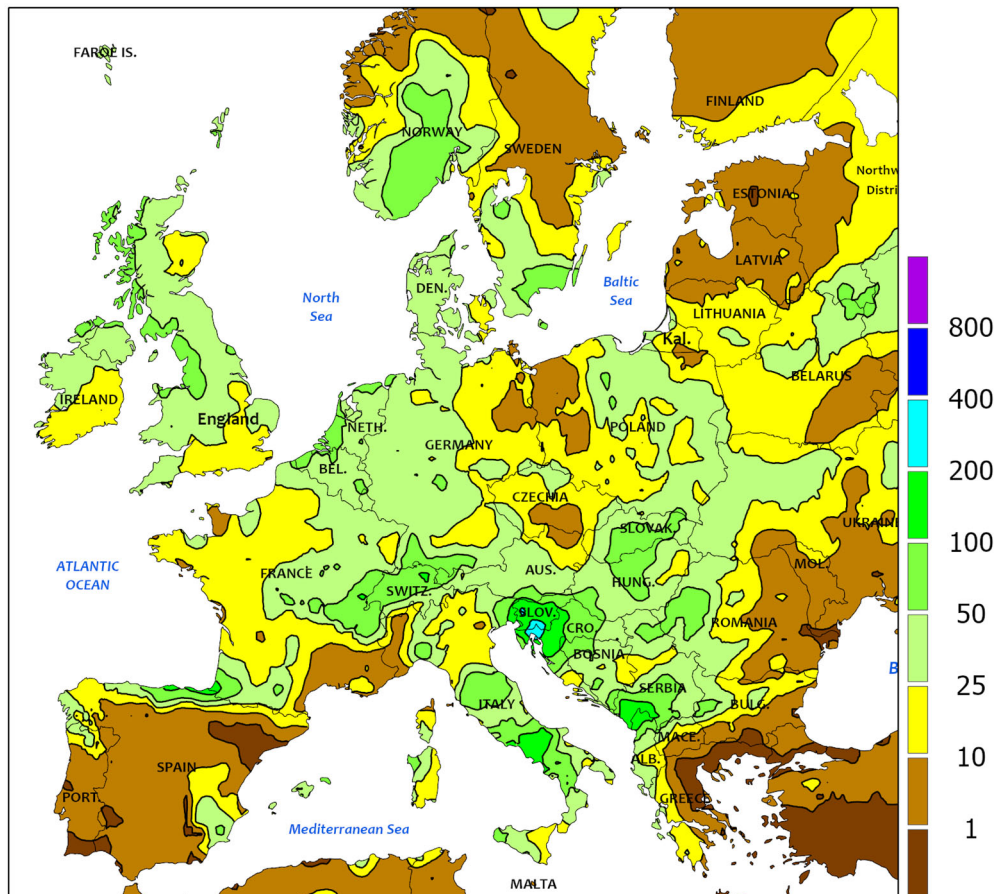 FAROE IS.
FINLAND
NORWAY
SWEDEN
Northw
Distri
ESTONIA
LATVIA
DEN.
North
Sea
Baltic
Sea
LITHUANIA
Kal.
BELARUS
IRELAND
England
NETH.
GERMANY
POLAND
BEL.
CZECHIA
SLOVAK.
UKRAINE
ATLANTIC
OCEAN
FRANCE
AUS.
MOL.
SWITZ.
HUNG.
SLOV.
CRO.
ROMANIA
BOSNIA
B
SERBIA
ITALY
BULG.
MACE.
ALB.
SPAIN
PORT.
GREECE
Mediterranean Sea
MALTA
800
400
200
100
50
25
10
1